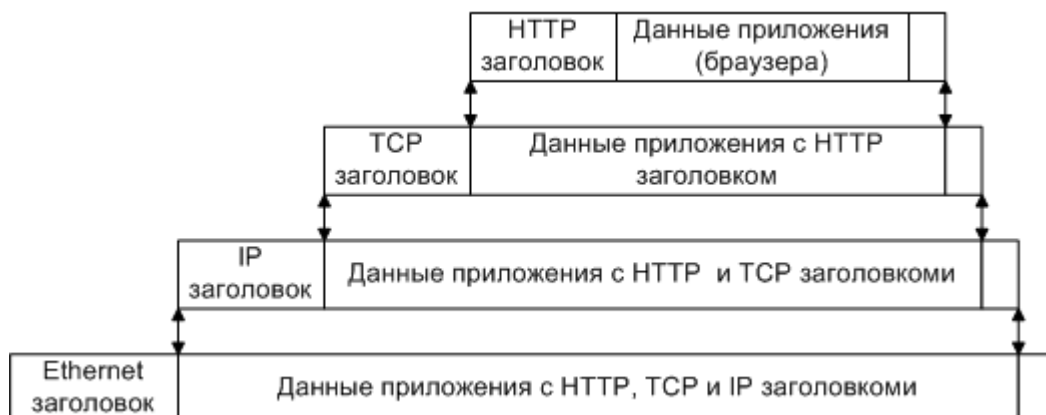 HTTP
заголовок
Данные приложения
(браузера)
TCP
заголовок
Данные приложения с HTTP
заголовком
IP
заголовок
Данные приложения с HTTP и TCP заголовкоми
Ethernet
заголовок
Данные приложения с HTTP, TCP и IP заголовкоми